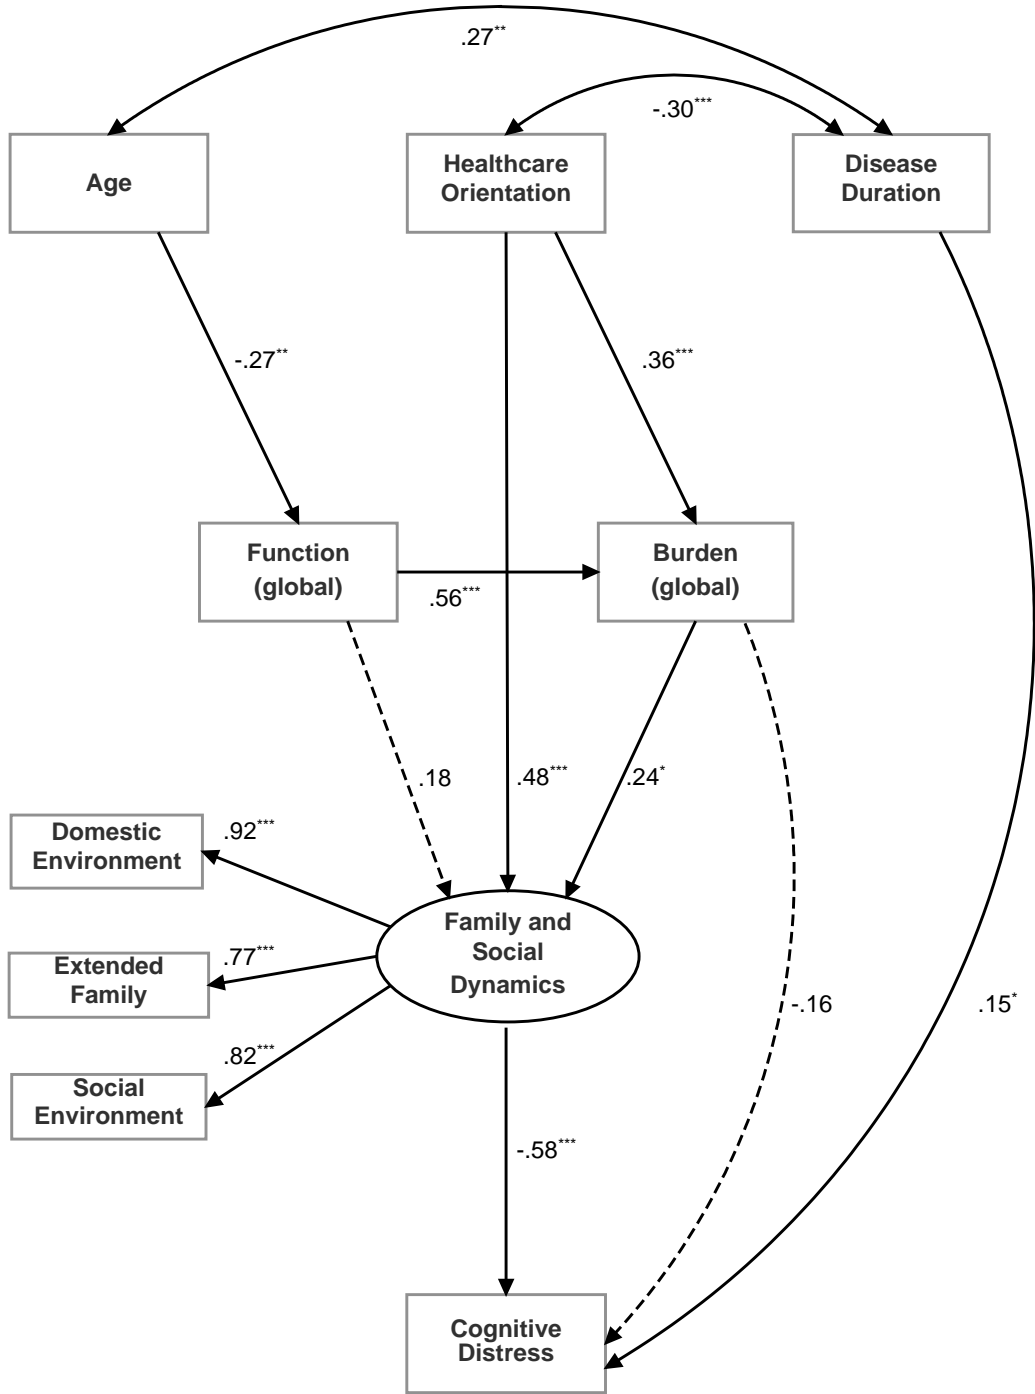 .27**
-.30***
Age
Healthcare
Orientation
Disease
Duration
-.27**
.36***
Function
(global)
.56***
Burden
(global)
.18
.48***
.24*
Domestic
Environment
.92***
Family and
Social
Dynamics
Extended
Family
.77***
-.16
.15*
Social
Environment
.82***
-.58***
Cognitive
Distress